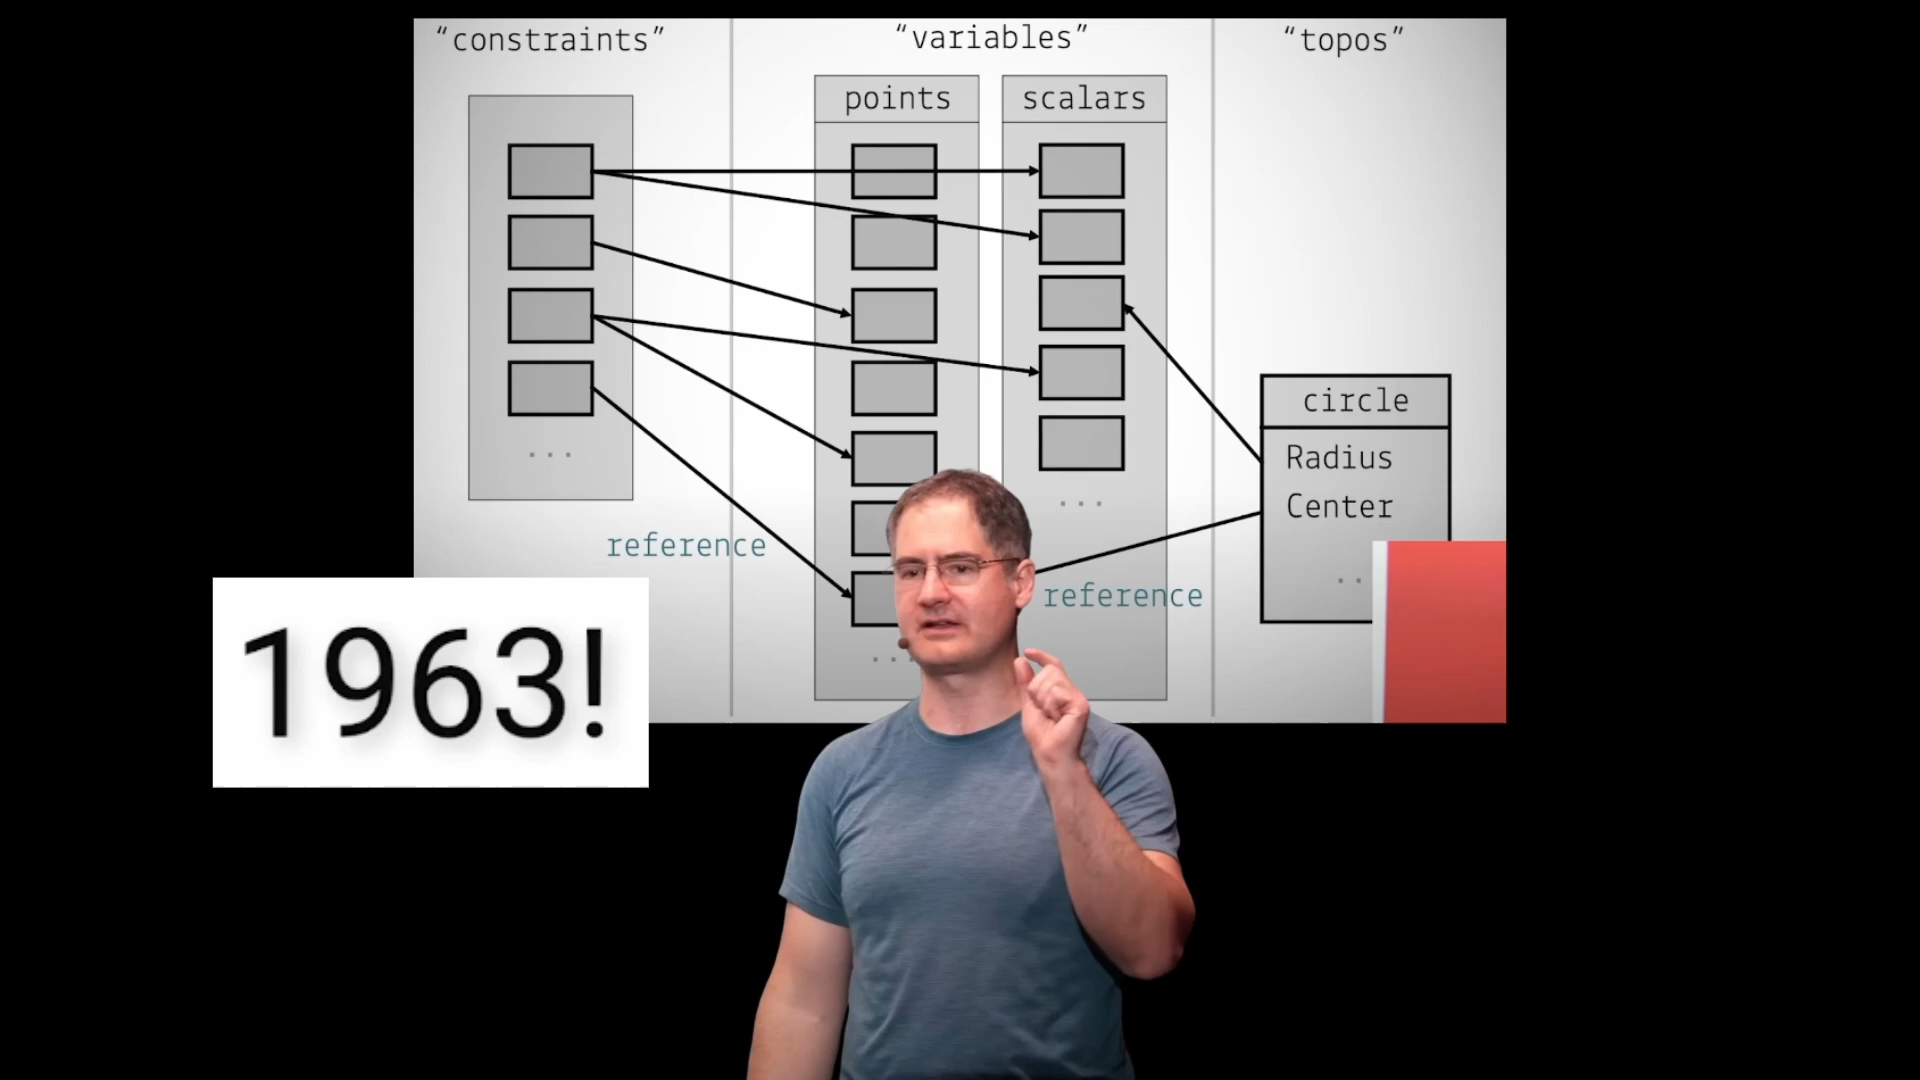 “constraints”
“variables”
“topos”
points
scalars
circle
Radius
Center
...
...
...
...
reference
reference
1963!